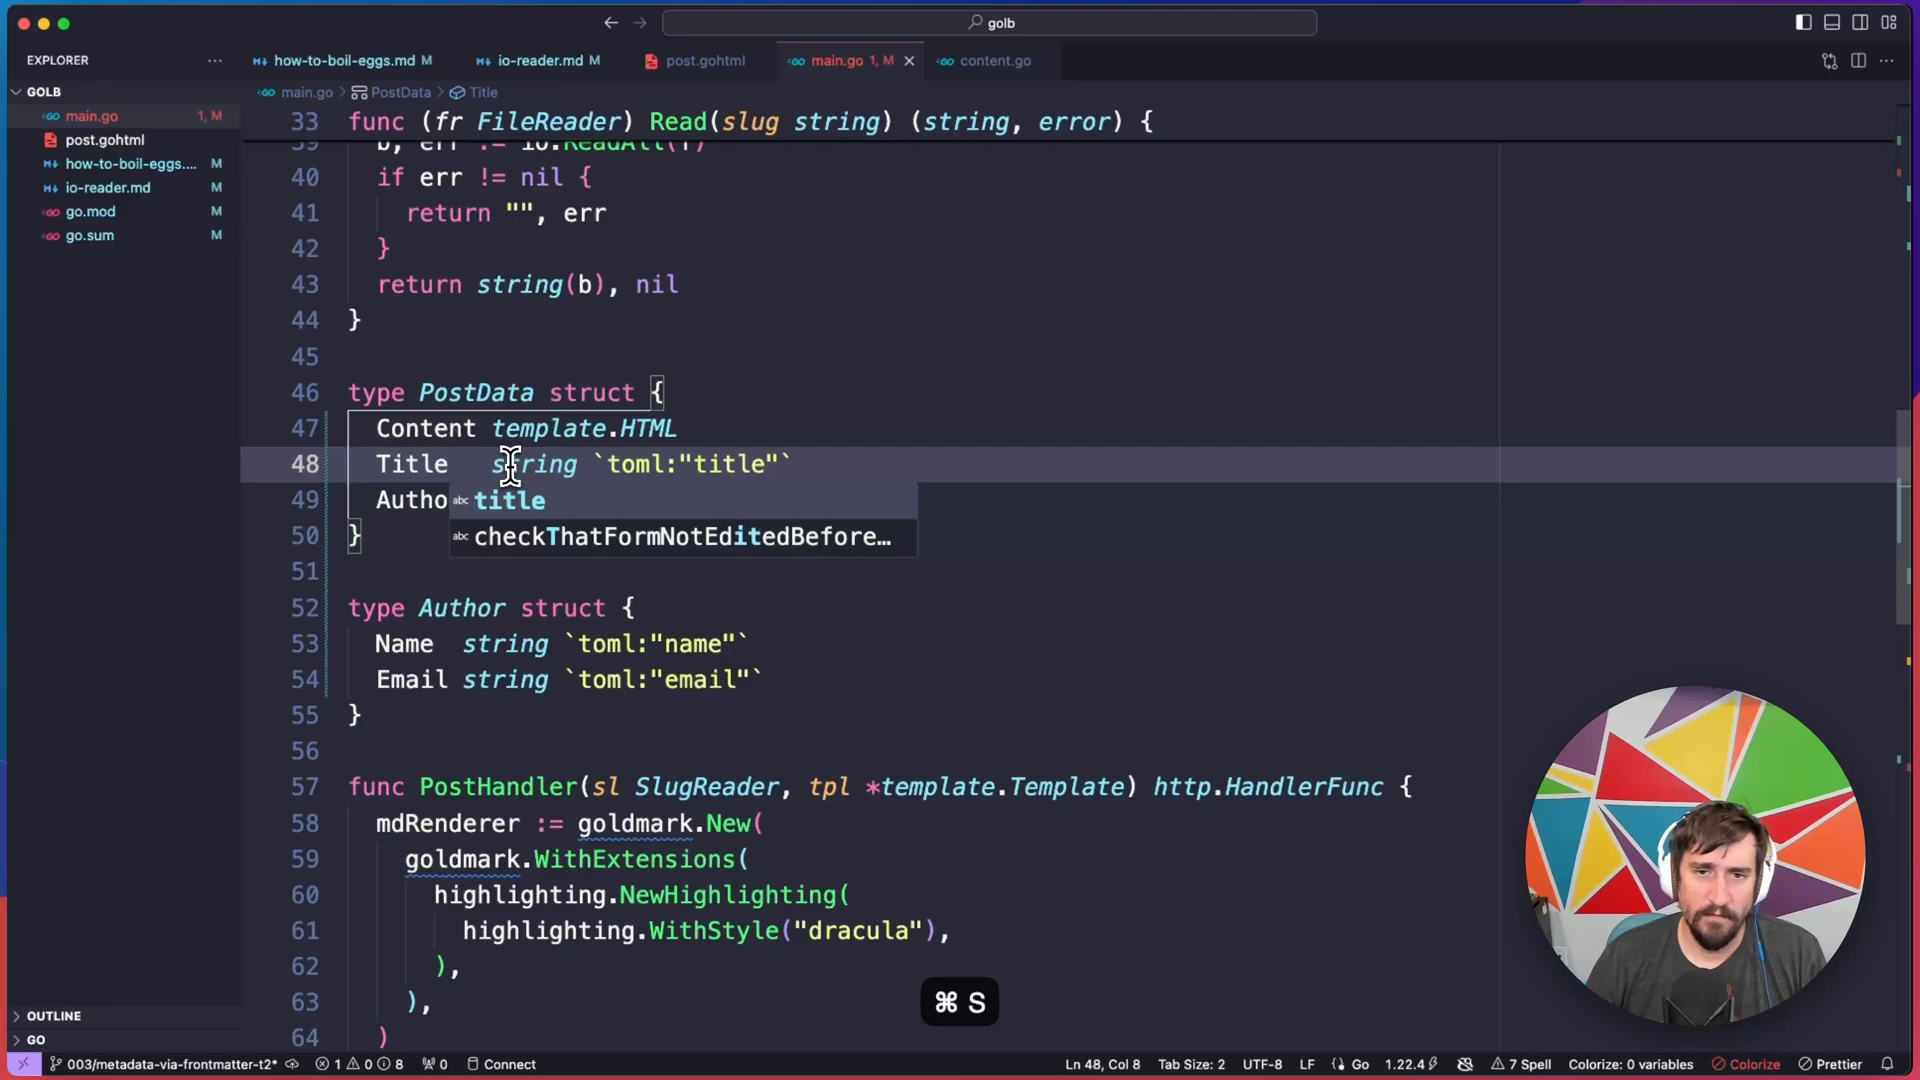 golb
EXPLORER
how-to-boil-eggs.md M
io-reader.md M
post.gohtml
main.go 1, M
content.go
GOLB
main.go 1, M
post.gohtml
how-to-boil-eggs.... M
io-reader.md M
go.mod M
go.sum M
main.go > PostData > Title
33 func (fr FileReader) Read(slug string) (string, error) {
39 b, err := io.ReadAll(f)
40 if err != nil {
41 return "", err
42 }
43 return string(b), nil
44 }
45
46 type PostData struct {
47 Content template.HTML
48 Title string `toml:"title"`
49 Autho
abc title
50 }
abc checkThatFormNotEditedBefore...
51
52 type Author struct {
53 Name string `toml:"name"`
54 Email string `toml:"email"`
55 }
56
57 func PostHandler(sl SlugReader, tpl *template.Template) http.HandlerFunc {
58 mdRenderer := goldmark.New(
59 goldmark.WithExtensions(
60 highlighting.NewHighlighting(
61 highlighting.WithStyle("dracula"),
62 ),
63 ),
64 )
⌘ S
OUTLINE
GO
003/metadata-via-frontmatter-t2* 1 0 8 0 Connect
Ln 48, Col 8 Tab Size: 2 UTF-8 LF Go 1.22.4 7 Spell Colorize: 0 variables Colorize Prettier